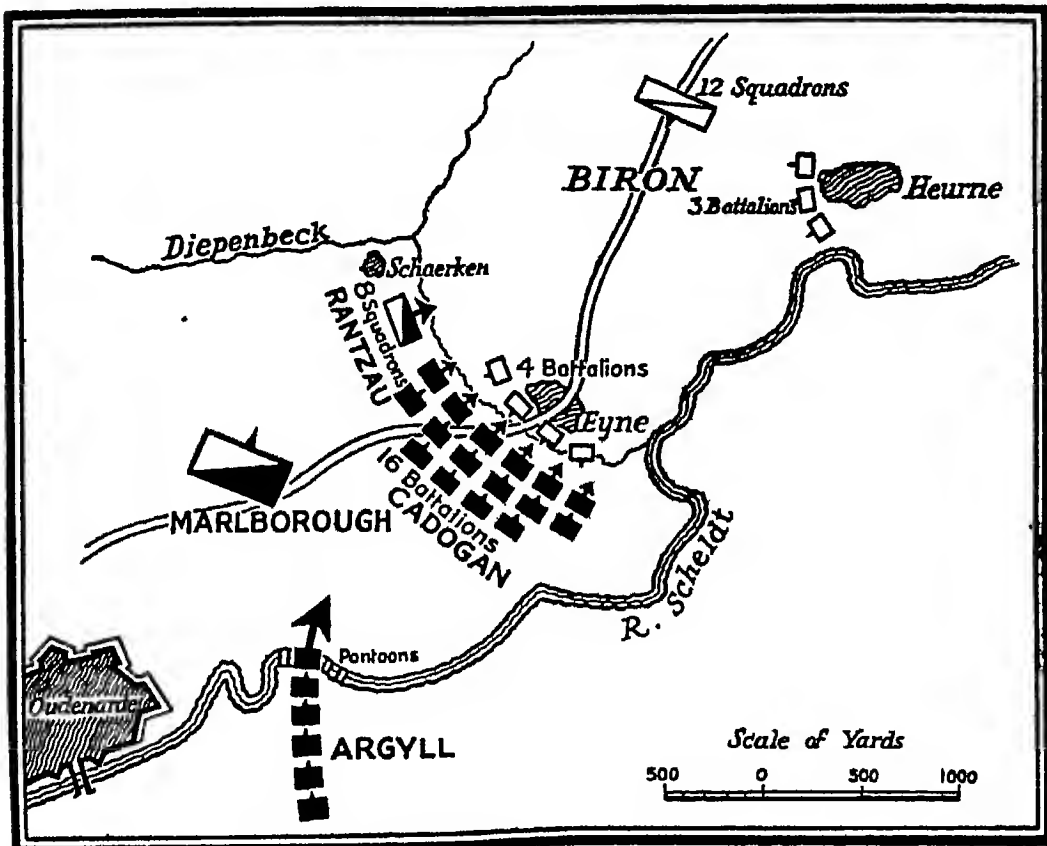 12 Squadrons
BIRON
3 Battalions
Heurne
Diepenbeck
Schaerken
8 Squadrons
RANTZAU
4 Battalions
Œyne
16 Battalions
CADOGAN
MARLBOROUGH
R. Scheldt
Pontoons
Oudenarde
ARGYLL
Scale of Yards
500 0 500 1000